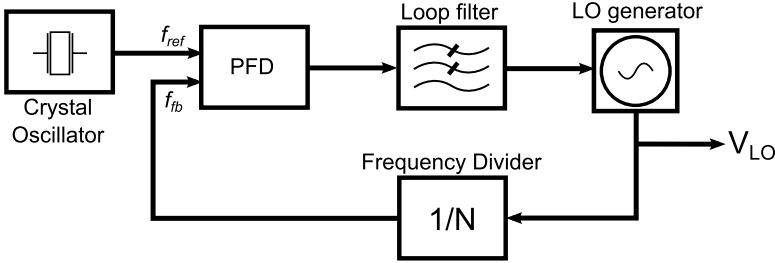 Loop filter
LO generator
f_ref
PFD
f_fb
Crystal
Oscillator
V_LO
Frequency Divider
1/N